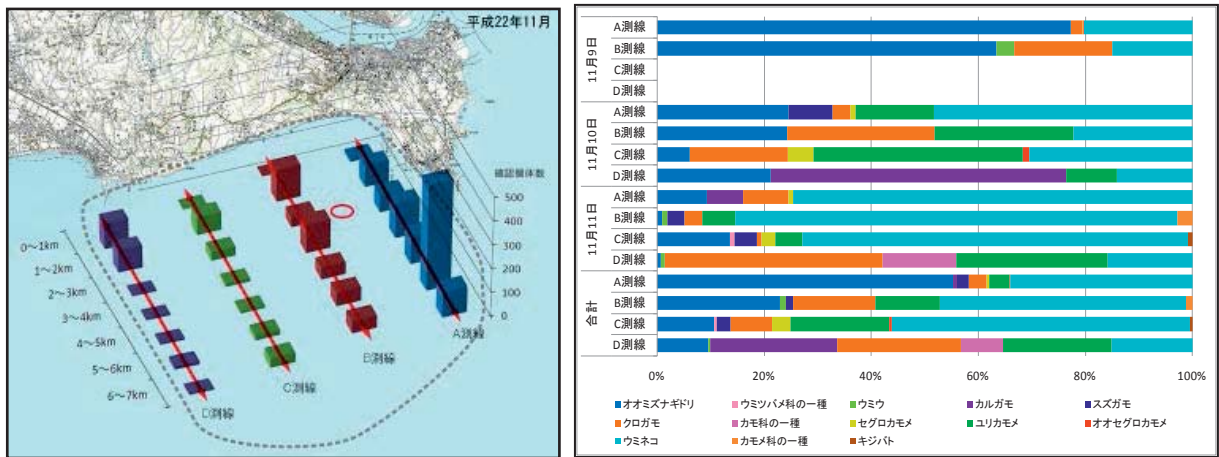 平成22年11月
確認個体数
500
400
300
200
100
0
0～1km
1～2km
2～3km
3～4km
4～5km
5～6km
6～7km
A測線
B測線
C測線
D測線
11月9日
A測線
B測線
C測線
D測線
11月10日
A測線
B測線
C測線
D測線
11月11日
A測線
B測線
C測線
D測線
合計
A測線
B測線
C測線
D測線
0% 20% 40% 60% 80% 100%
オオミズナギドリ ウミツバメ科の一種 ウミウ カルガモ スズガモ
クロガモ カモ科の一種 セグロカモメ ユリカモメ オオセグロカモメ
ウミネコ カモメ科の一種 キジバト